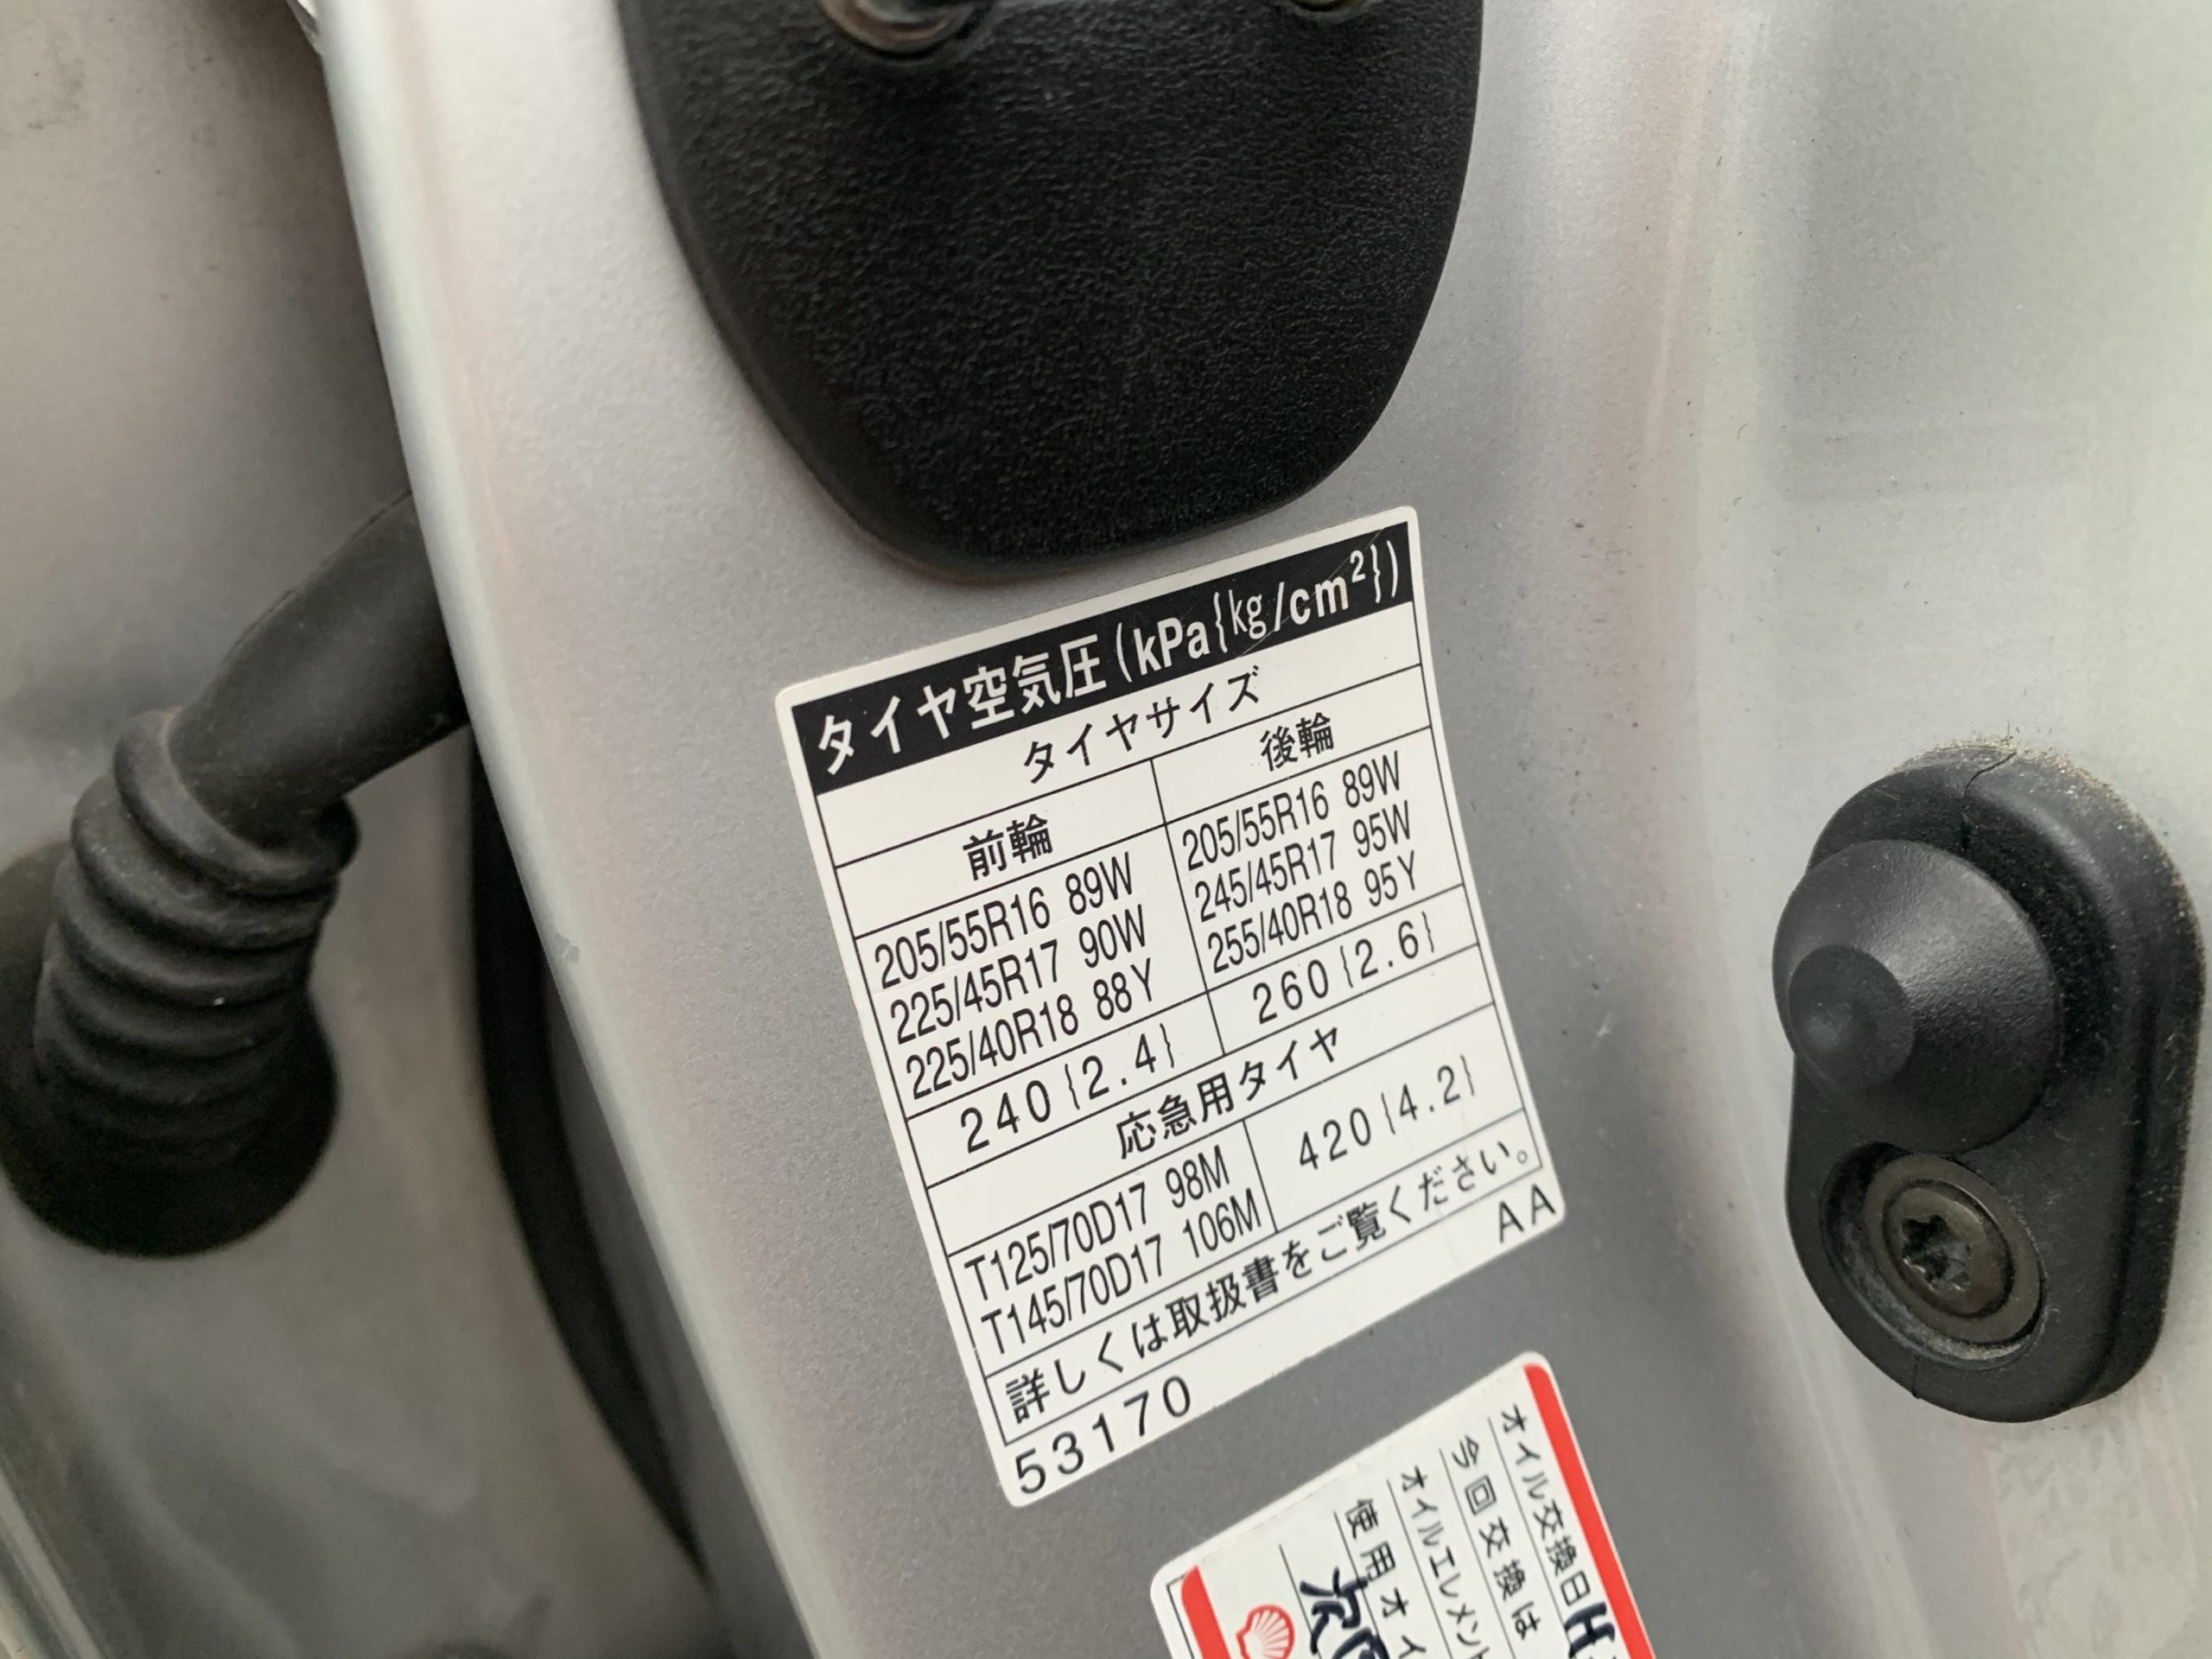 タイヤ空気圧(kPa{kg/cm²})
タイヤサイズ
前輪 後輪
205/55R16 89W 205/55R16 89W
225/45R17 90W 245/45R17 95W
225/40R18 88Y 255/40R18 95Y
240{2.4} 260{2.6}
応急用タイヤ
T125/70D17 98M 420{4.2}
T145/70D17 106M
詳しくは取扱書をご覧ください。
53170 AA
オイル交換日H
今回交換は
オイルエレメント
使用オイ
次回